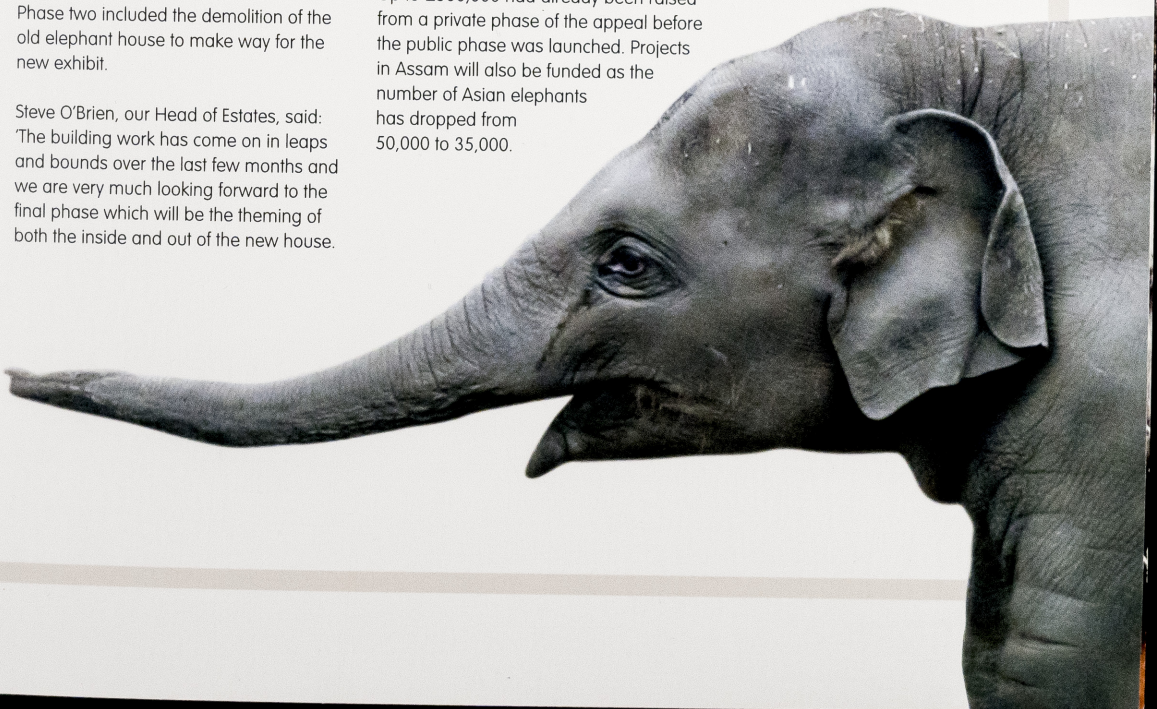 Phase two included the demolition of the
old elephant house to make way for the
new exhibit.
Steve O'Brien, our Head of Estates, said:
'The building work has come on in leaps
and bounds over the last few months and
we are very much looking forward to the
final phase which will be the theming of
both the inside and out of the new house.
had already been raised
from a private phase of the appeal before
the public phase was launched. Projects
in Assam will also be funded as the
number of Asian elephants
has dropped from
50,000 to 35,000.